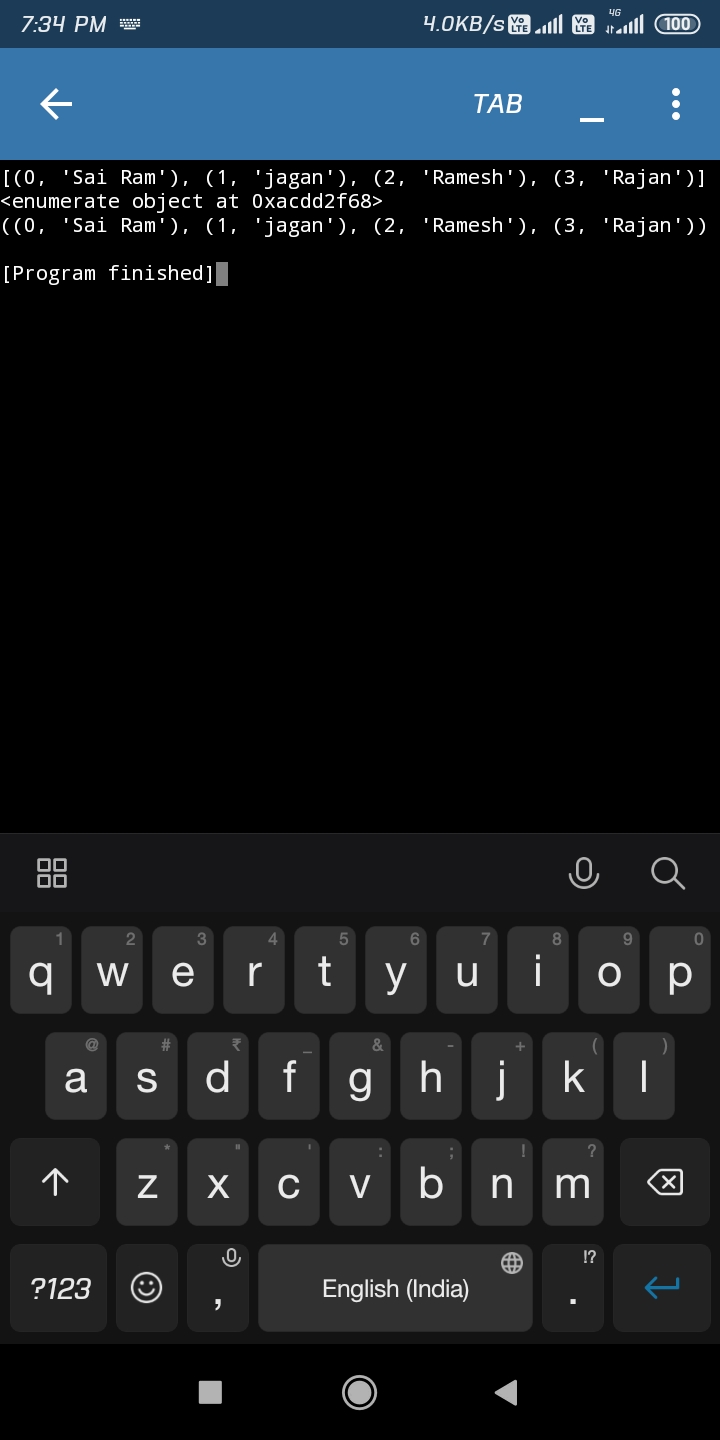 7:34 PM 4.0KB/s Vo LTE Vo LTE 4G 100
TAB _
[(0, 'Sai Ram'), (1, 'jagan'), (2, 'Ramesh'), (3, 'Rajan')]
<enumerate object at 0xacdd2f68>
((0, 'Sai Ram'), (1, 'jagan'), (2, 'Ramesh'), (3, 'Rajan'))
[Program finished]
1 2 3 4 5 6 7 8 9 0
q w e r t y u i o p
@ # ₹ _ & - + ( )
a s d f g h j k l
* " ' : ; ! ?
z x c v b n m
!?
?123 , English (India) .